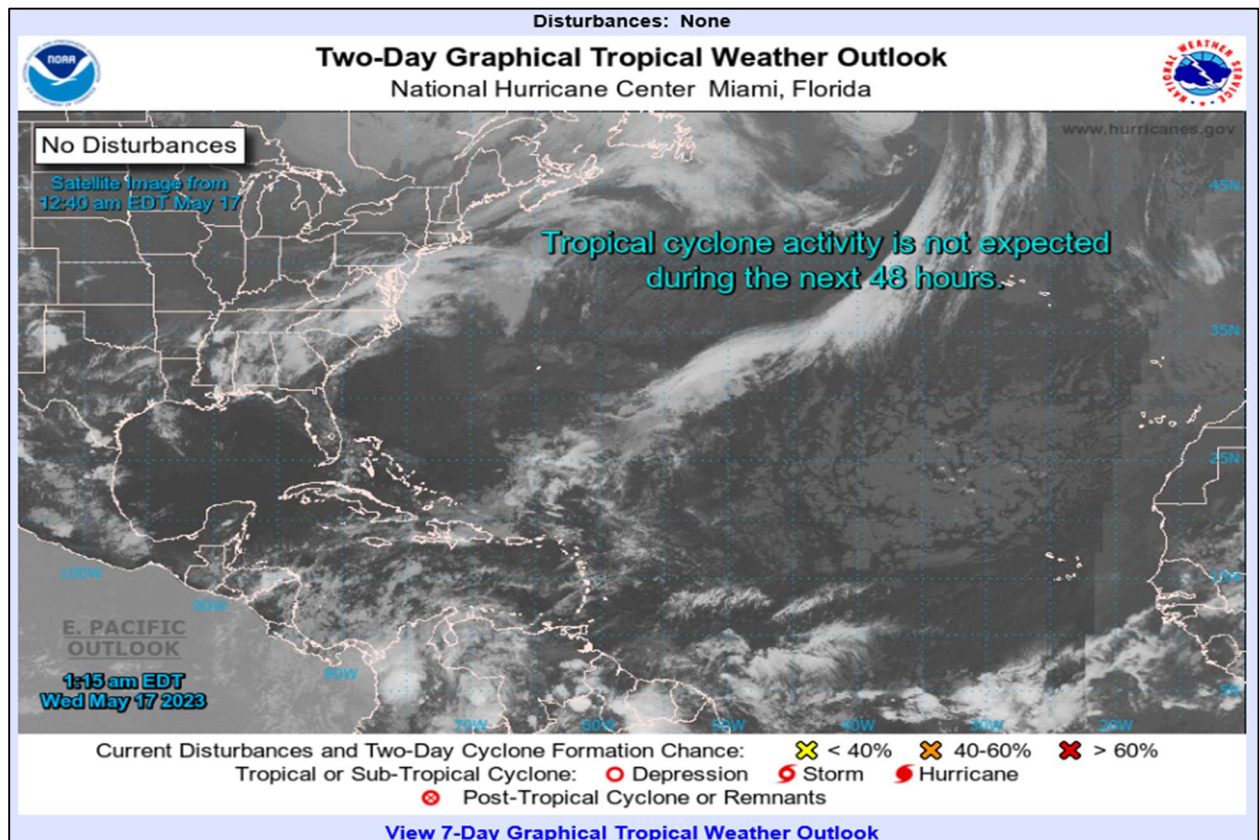 Disturbances: None
NOAA
Two-Day Graphical Tropical Weather Outlook
National Hurricane Center Miami, Florida
www.hurricanes.gov
No Disturbances
Satellite Image from
12:40 am EDT May 17
45N
Tropical cyclone activity is not expected
during the next 48 hours.
35N
25N
100W
15N
90W
E. PACIFIC
OUTLOOK
80W
1:15 am EDT
Wed May 17 2023
5N
70W
60W
50W
40W
30W
20W
Current Disturbances and Two-Day Cyclone Formation Chance: < 40% 40-60% > 60%
Tropical or Sub-Tropical Cyclone: Depression Storm Hurricane
Post-Tropical Cyclone or Remnants
View 7-Day Graphical Tropical Weather Outlook